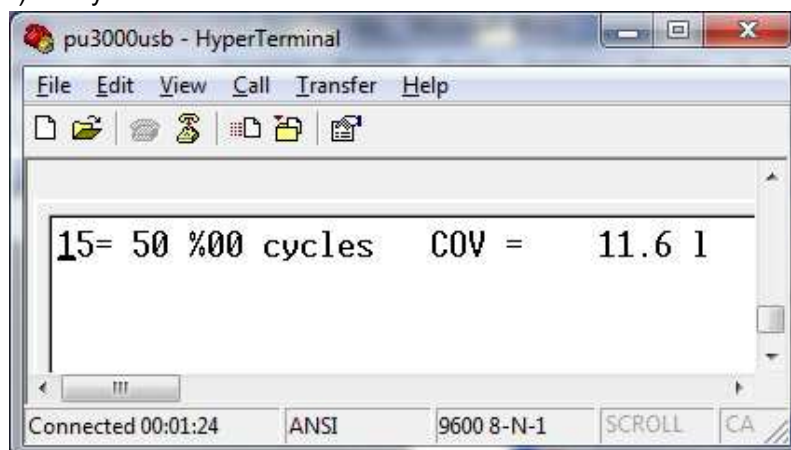 pu3000usb - HyperTerminal
File Edit View Call Transfer Help
15= 50 %00 cycles COV = 11.6 l
Connected 00:01:24 ANSI 9600 8-N-1 SCROLL CA